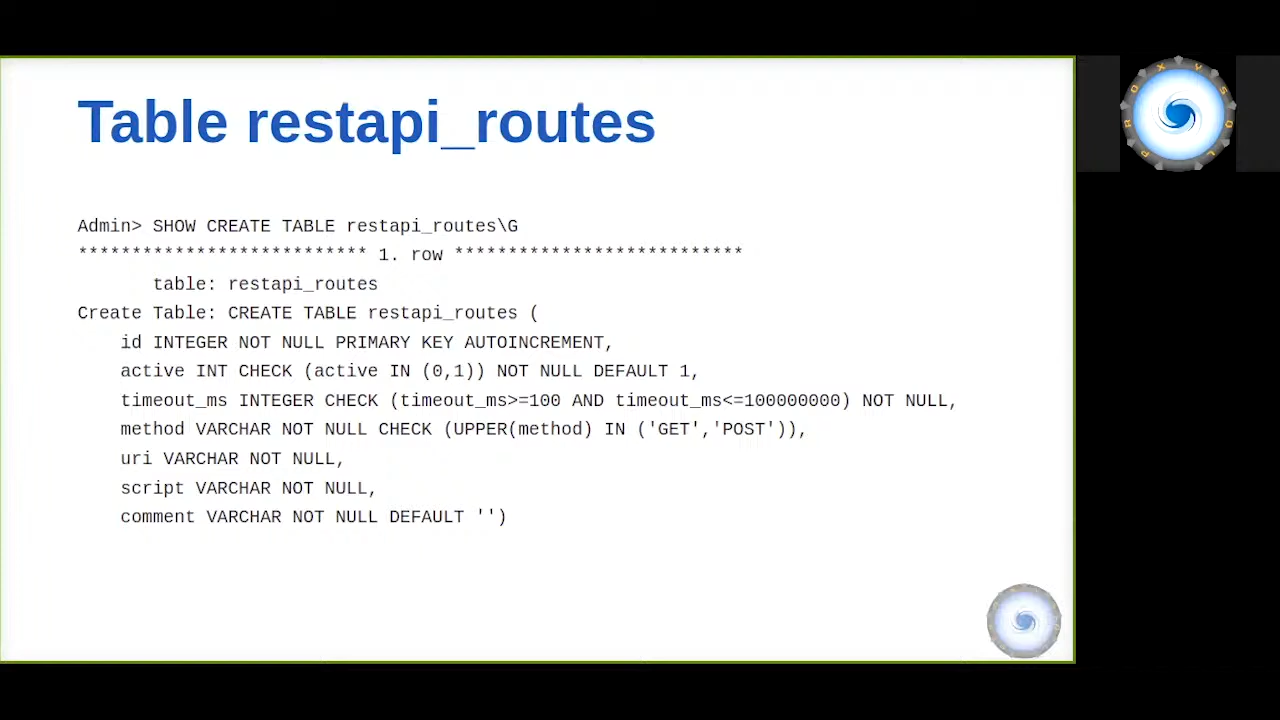 Table restapi_routes
Admin> SHOW CREATE TABLE restapi_routes\G
*************************** 1. row ***************************
table: restapi_routes
Create Table: CREATE TABLE restapi_routes (
id INTEGER NOT NULL PRIMARY KEY AUTOINCREMENT,
active INT CHECK (active IN (0,1)) NOT NULL DEFAULT 1,
timeout_ms INTEGER CHECK (timeout_ms>=100 AND timeout_ms<=100000000) NOT NULL,
method VARCHAR NOT NULL CHECK (UPPER(method) IN ('GET','POST')),
uri VARCHAR NOT NULL,
script VARCHAR NOT NULL,
comment VARCHAR NOT NULL DEFAULT '')
PROXYSQL